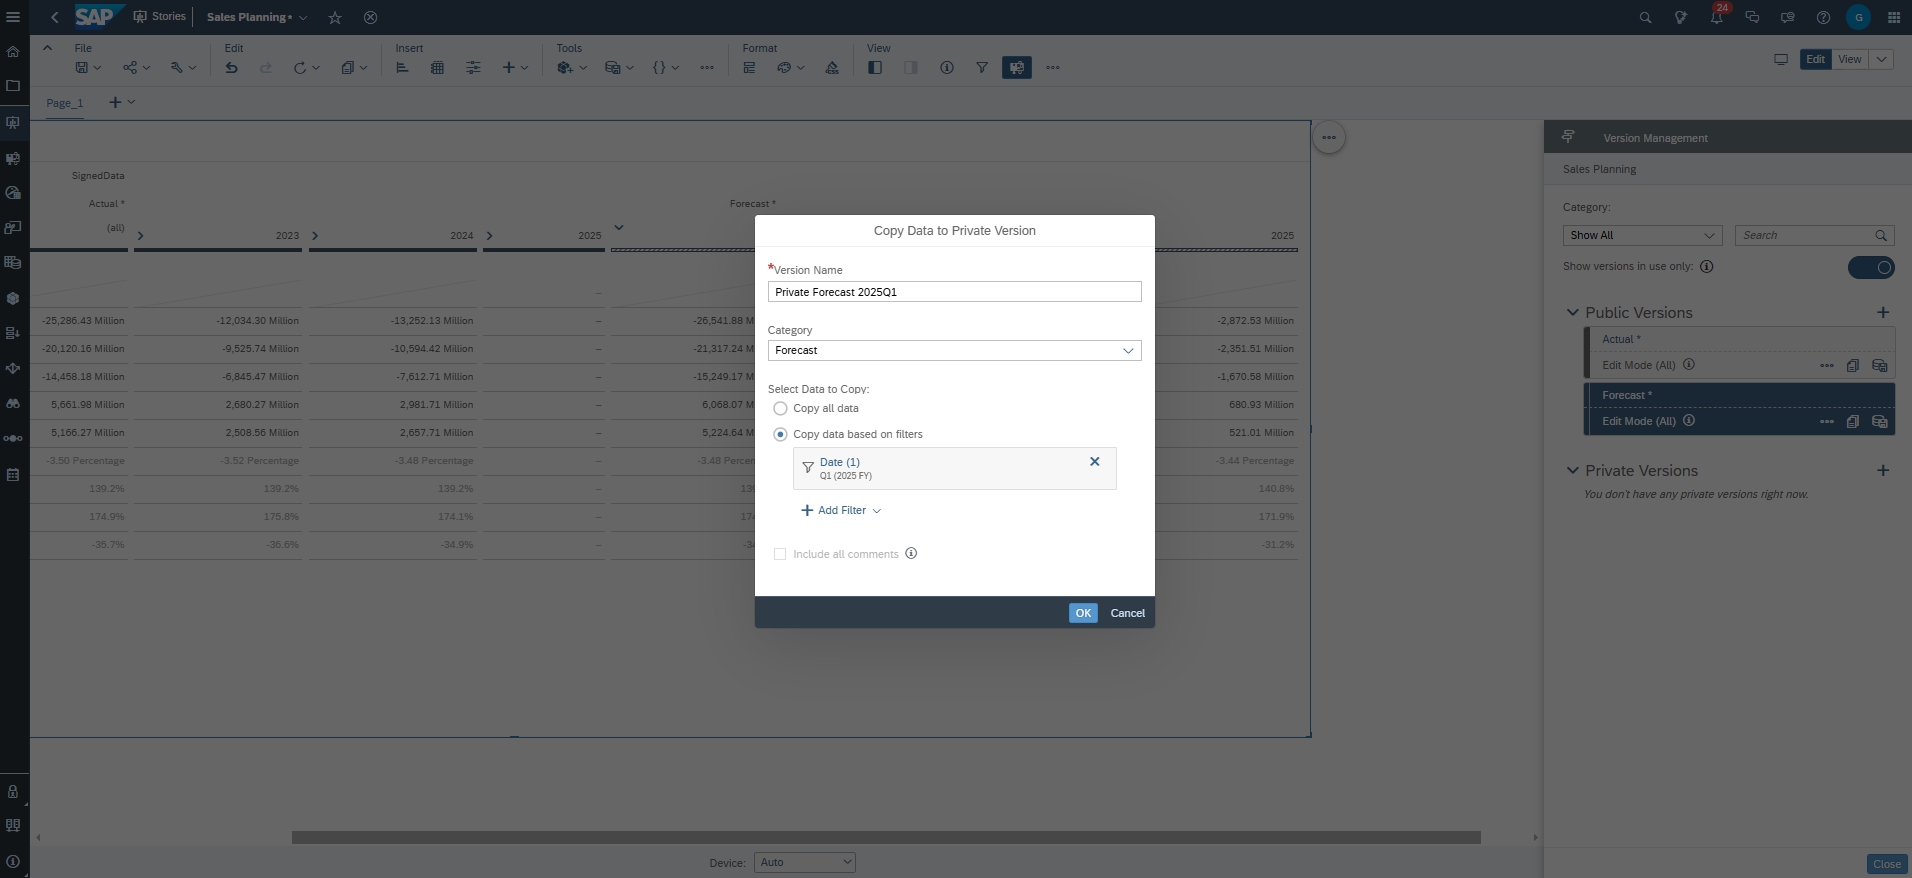 SAP Stories Sales Planning* 24 G
File Edit Insert Tools Format View
Edit View
Page_1
SignedData
Actual *
Forecast *
(all) 2023 2024 2025 2025
–
-25,286.43 Million -12,034.30 Million -13,252.13 Million – -26,541.88 M -2,872.53 Million
-20,120.16 Million -9,525.74 Million -10,594.42 Million – -21,317.24 M -2,351.51 Million
-14,458.18 Million -6,845.47 Million -7,612.71 Million – -15,249.17 M -1,670.58 Million
5,661.98 Million 2,680.27 Million 2,981.71 Million – 6,068.07 M 680.93 Million
5,166.27 Million 2,508.56 Million 2,657.71 Million – 5,224.64 M 521.01 Million
-3.50 Percentage -3.52 Percentage -3.48 Percentage – -3.48 Percen -3.44 Percentage
139.2% 139.2% 139.2% – 140.8%
174.9% 175.8% 174.1% – 171.9%
-35.7% -36.6% -34.9% – -31.2%
Copy Data to Private Version
*Version Name
Private Forecast 2025Q1
Category
Forecast
Select Data to Copy:
Copy all data
Copy data based on filters
Date (1)
Q1 (2025 FY)
Add Filter
Include all comments
OK Cancel
Version Management
Sales Planning
Category:
Show All Search
Show versions in use only:
Public Versions
Actual *
Edit Mode (All)
Forecast *
Edit Mode (All)
Private Versions
You don't have any private versions right now.
Device: Auto
Close